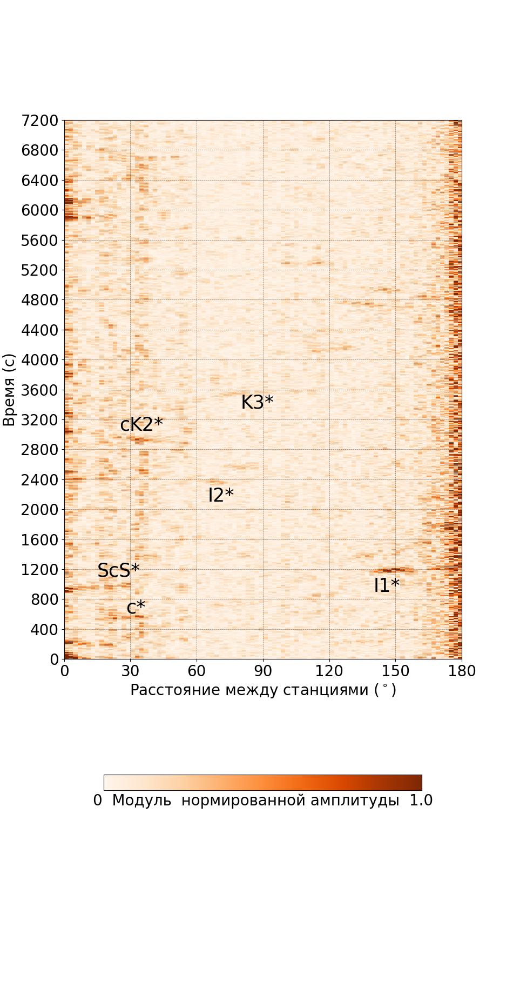 7200
6800
6400
6000
5600
5200
4800
4400
4000
3600
3200
2800
2400
2000
1600
1200
800
400
0
Время (с)
K3*
cK2*
I2*
ScS*
I1*
c*
0 30 60 90 120 150 180
Расстояние между станциями (°)
0 Модуль нормированной амплитуды 1.0